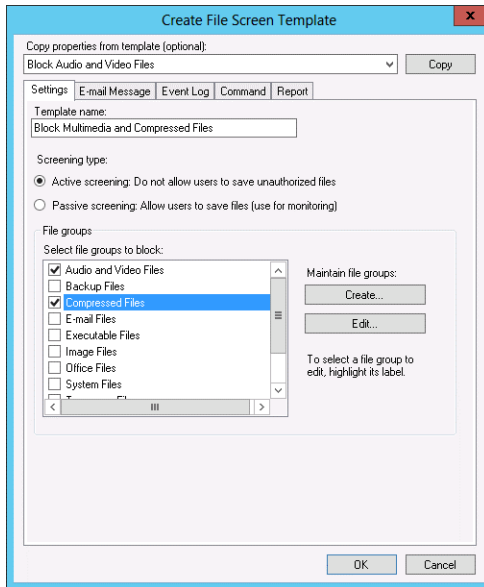 Create File Screen Template
x
Copy properties from template (optional):
Block Audio and Video Files
Copy
Settings E-mail Message Event Log Command Report
Template name:
Block Multimedia and Compressed Files
Screening type:
Active screening: Do not allow users to save unauthorized files
Passive screening: Allow users to save files (use for monitoring)
File groups
Select file groups to block:
Audio and Video Files
Backup Files
Compressed Files
E-mail Files
Executable Files
Image Files
Office Files
System Files
Maintain file groups:
Create...
Edit...
To select a file group to
edit, highlight its label.
OK Cancel